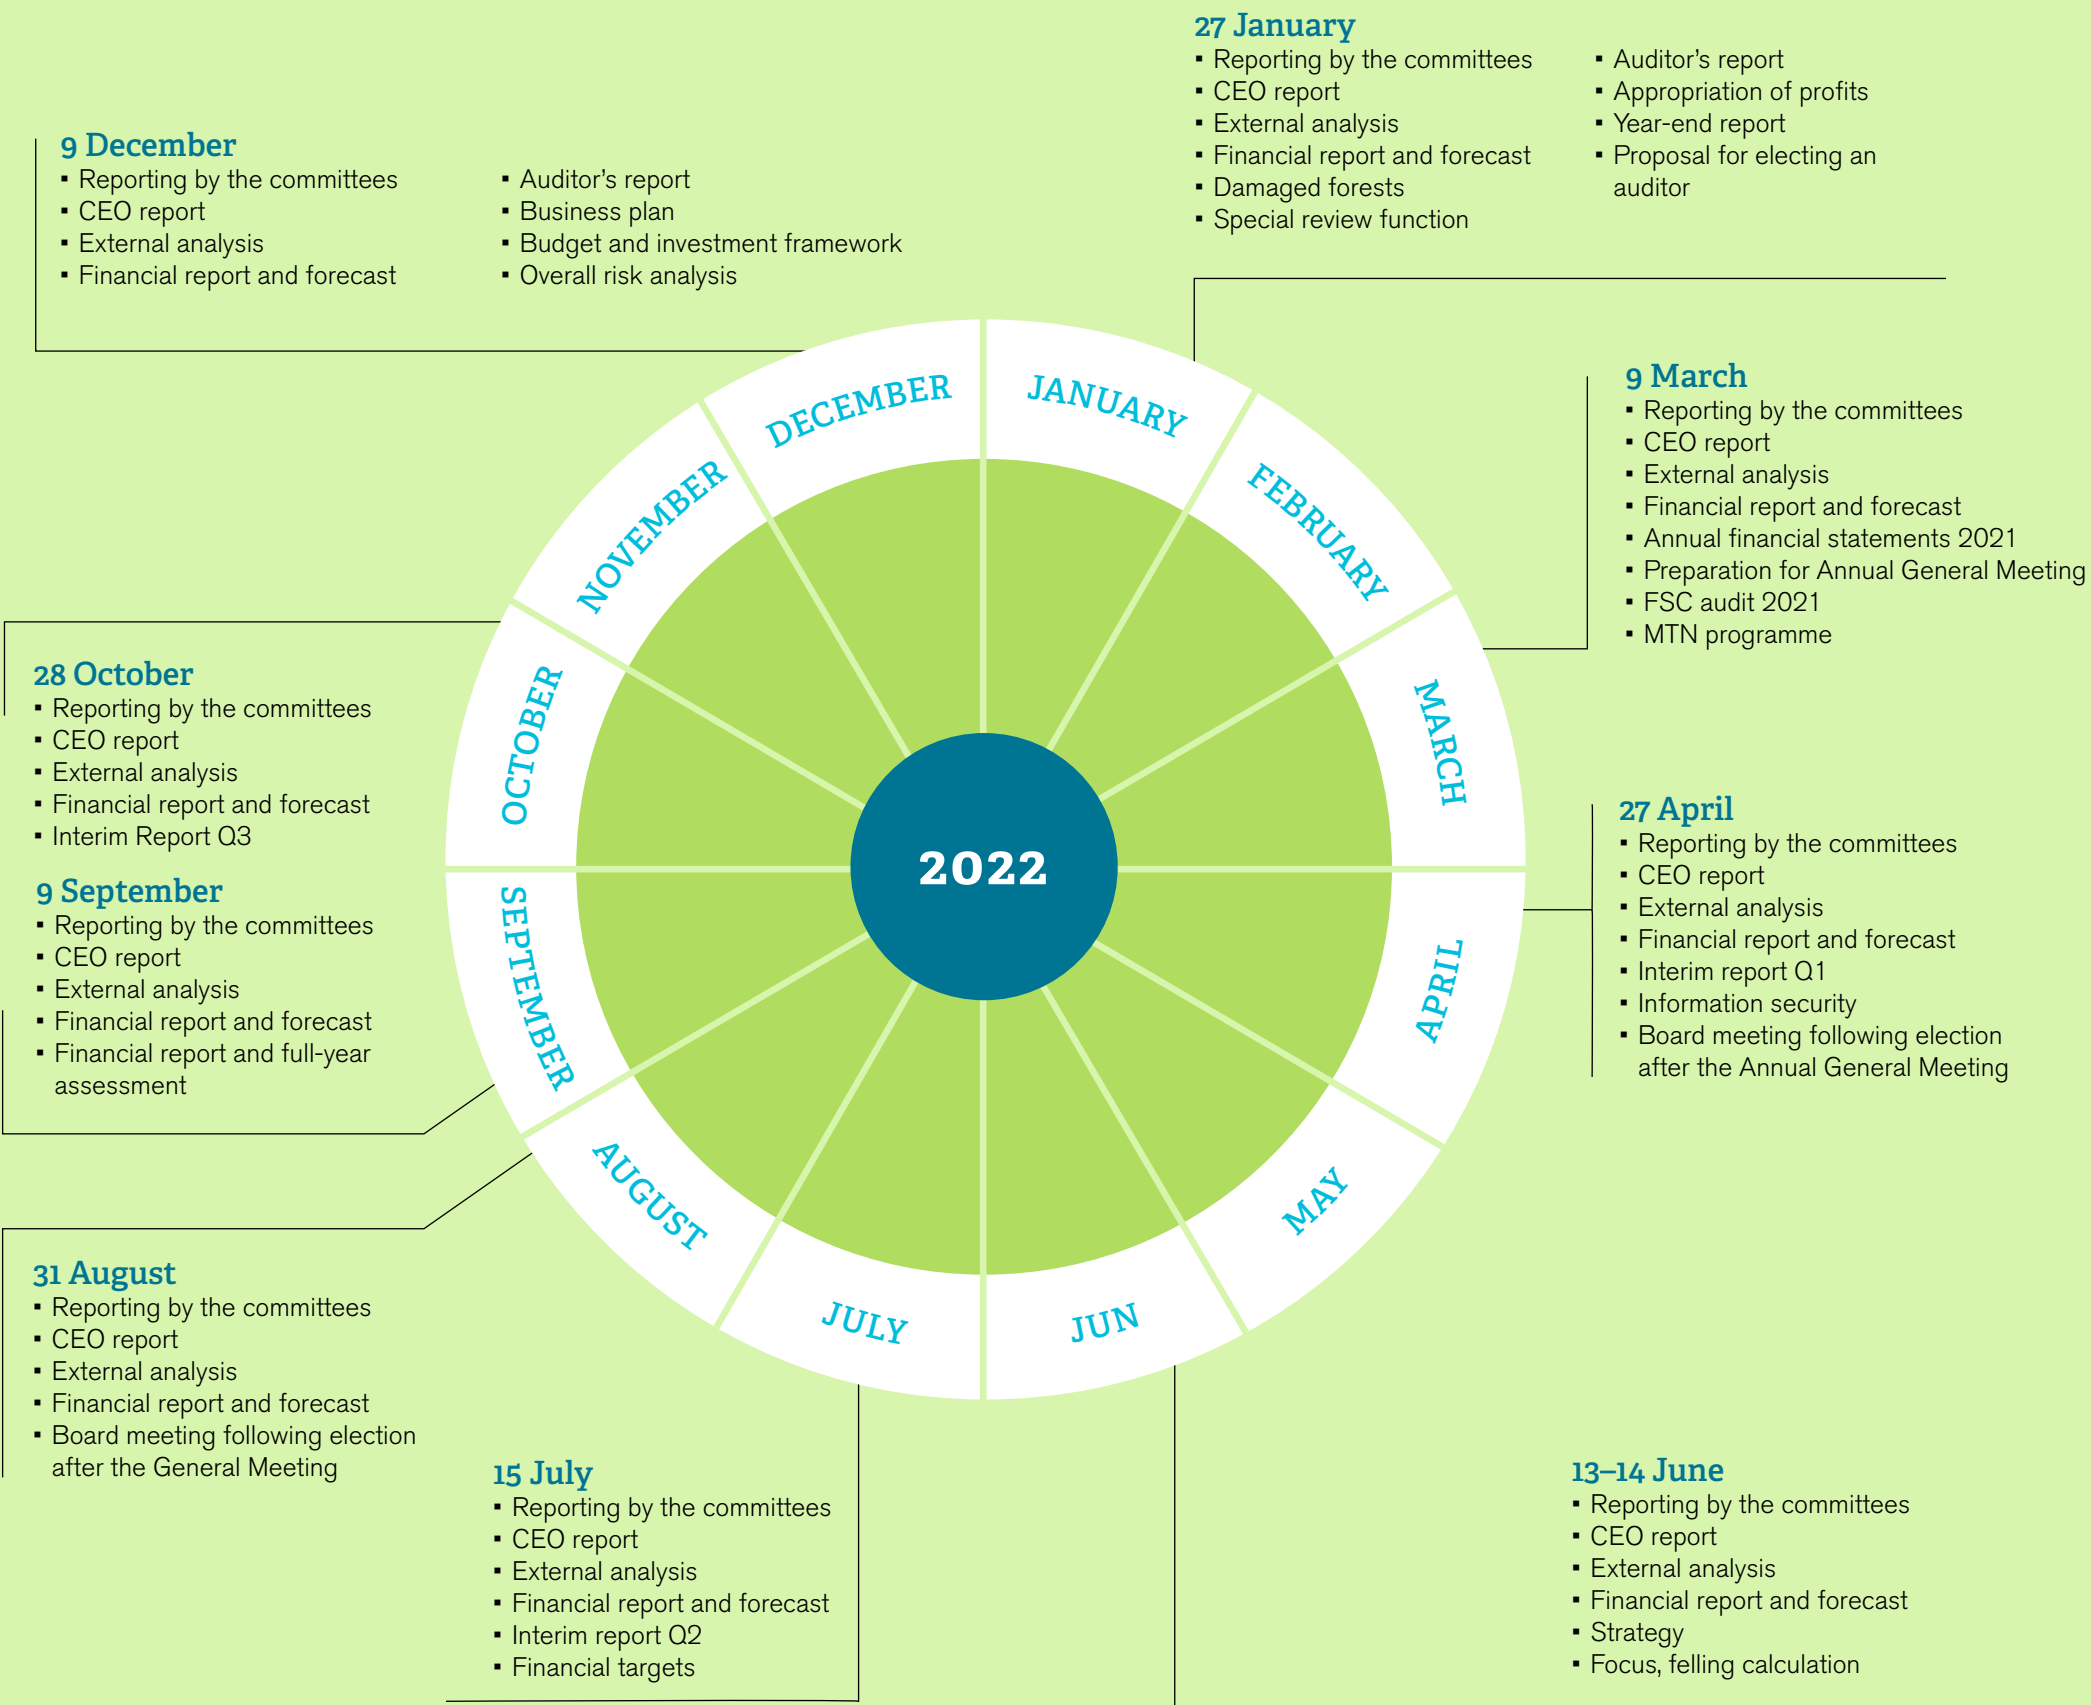 27 January
▪ Reporting by the committees
▪ CEO report
▪ External analysis
▪ Financial report and forecast
▪ Damaged forests
▪ Special review function
▪ Auditor's report
▪ Appropriation of profits
▪ Year-end report
▪ Proposal for electing an
auditor
9 December
▪ Reporting by the committees
▪ CEO report
▪ External analysis
▪ Financial report and forecast
▪ Auditor's report
▪ Business plan
▪ Budget and investment framework
▪ Overall risk analysis
9 March
▪ Reporting by the committees
▪ CEO report
▪ External analysis
▪ Financial report and forecast
▪ Annual financial statements 2021
▪ Preparation for Annual General Meeting
▪ FSC audit 2021
▪ MTN programme
27 April
▪ Reporting by the committees
▪ CEO report
▪ External analysis
▪ Financial report and forecast
▪ Interim report Q1
▪ Information security
▪ Board meeting following election
after the Annual General Meeting
13–14 June
▪ Reporting by the committees
▪ CEO report
▪ External analysis
▪ Financial report and forecast
▪ Strategy
▪ Focus, felling calculation
15 July
▪ Reporting by the committees
▪ CEO report
▪ External analysis
▪ Financial report and forecast
▪ Interim report Q2
▪ Financial targets
31 August
▪ Reporting by the committees
▪ CEO report
▪ External analysis
▪ Financial report and forecast
▪ Board meeting following election
after the General Meeting
9 September
▪ Reporting by the committees
▪ CEO report
▪ External analysis
▪ Financial report and forecast
▪ Financial report and full-year
assessment
28 October
▪ Reporting by the committees
▪ CEO report
▪ External analysis
▪ Financial report and forecast
▪ Interim Report Q3
JANUARY
FEBRUARY
MARCH
APRIL
MAY
JUN
JULY
AUGUST
SEPTEMBER
OCTOBER
NOVEMBER
DECEMBER
2022